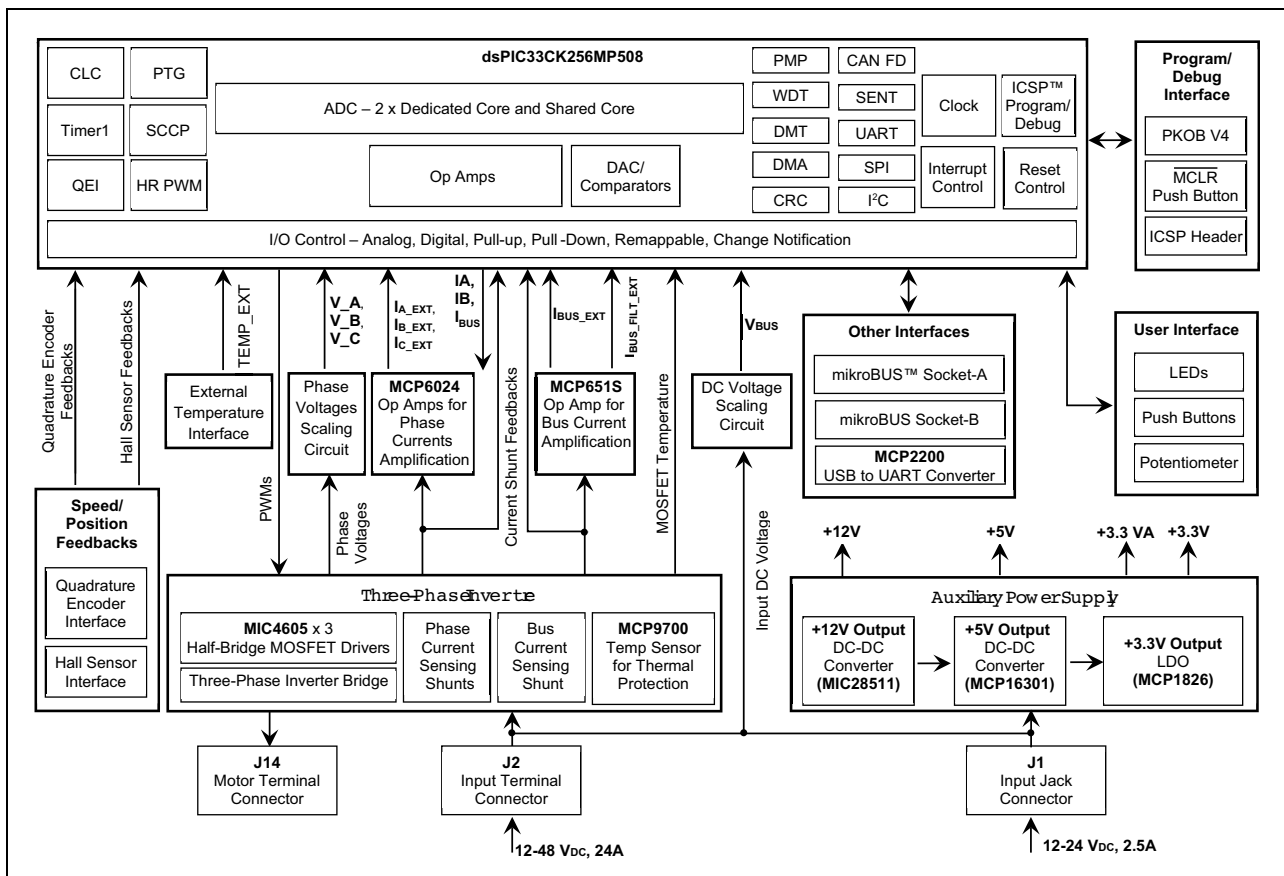 dsPIC33CK256MP508
CLC
PTG
Timer1
SCCP
QEI
HR PWM
ADC – 2 x Dedicated Core and Shared Core
Op Amps
DAC/
Comparators
PMP
CAN FD
WDT
SENT
DMT
UART
DMA
SPI
CRC
I²C
Clock
ICSP™
Program/
Debug
Interrupt
Control
Reset
Control
I/O Control – Analog, Digital, Pull-up, Pull -Down, Remappable, Change Notification
Program/
Debug
Interface
PKOB V4
MCLR
Push Button
ICSP Header
Quadrature Encoder
Feedbacks
Hall Sensor Feedbacks
TEMP_EXT
External
Temperature
Interface
PWMs
V_A,
V_B,
V_C
Phase
Voltages
Scaling
Circuit
Phase
Voltages
IA_EXT,
IB_EXT,
IC_EXT
MCP6024
Op Amps for
Phase
Currents
Amplification
IA,
IB,
IBUS
Current Shunt Feedbacks
IBUS_EXT
IBUS_FILT_EXT
MCP651S
Op Amp for
Bus Current
Amplification
MOSFET Temperature
VBUS
DC Voltage
Scaling
Circuit
Input DC Voltage
Other Interfaces
mikroBUS™ Socket-A
mikroBUS Socket-B
MCP2200
USB to UART Converter
User Interface
LEDs
Push Buttons
Potentiometer
Speed/
Position
Feedbacks
Quadrature
Encoder
Interface
Hall Sensor
Interface
Three-Phase Inverte
MIC4605 x 3
Half-Bridge MOSFET Drivers
Three-Phase Inverter Bridge
Phase
Current
Sensing
Shunts
Bus
Current
Sensing
Shunt
MCP9700
Temp Sensor
for Thermal
Protection
+12V
+5V
+3.3 VA
+3.3V
Auxiliary Power Supply
+12V Output
DC-DC
Converter
(MIC28511)
+5V Output
DC-DC
Converter
(MCP16301)
+3.3V Output
LDO
(MCP1826)
J14
Motor Terminal
Connector
J2
Input Terminal
Connector
J1
Input Jack
Connector
12-48 VDC, 24A
12-24 VDC, 2.5A